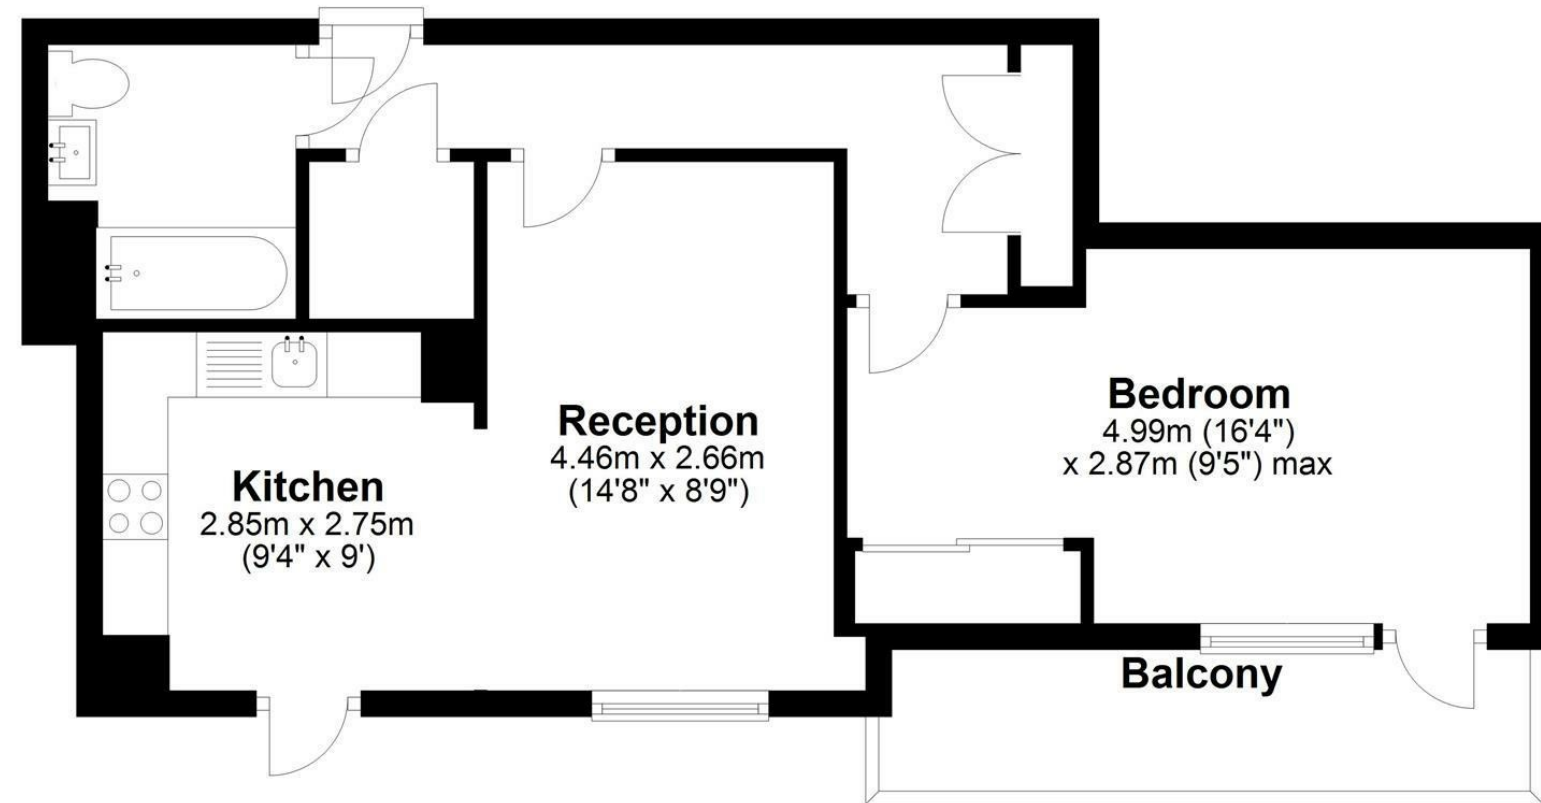 Kitchen
2.85m x 2.75m
(9'4" x 9')
Reception
4.46m x 2.66m
(14'8" x 8'9")
Bedroom
4.99m (16'4")
x 2.87m (9'5") max
Balcony